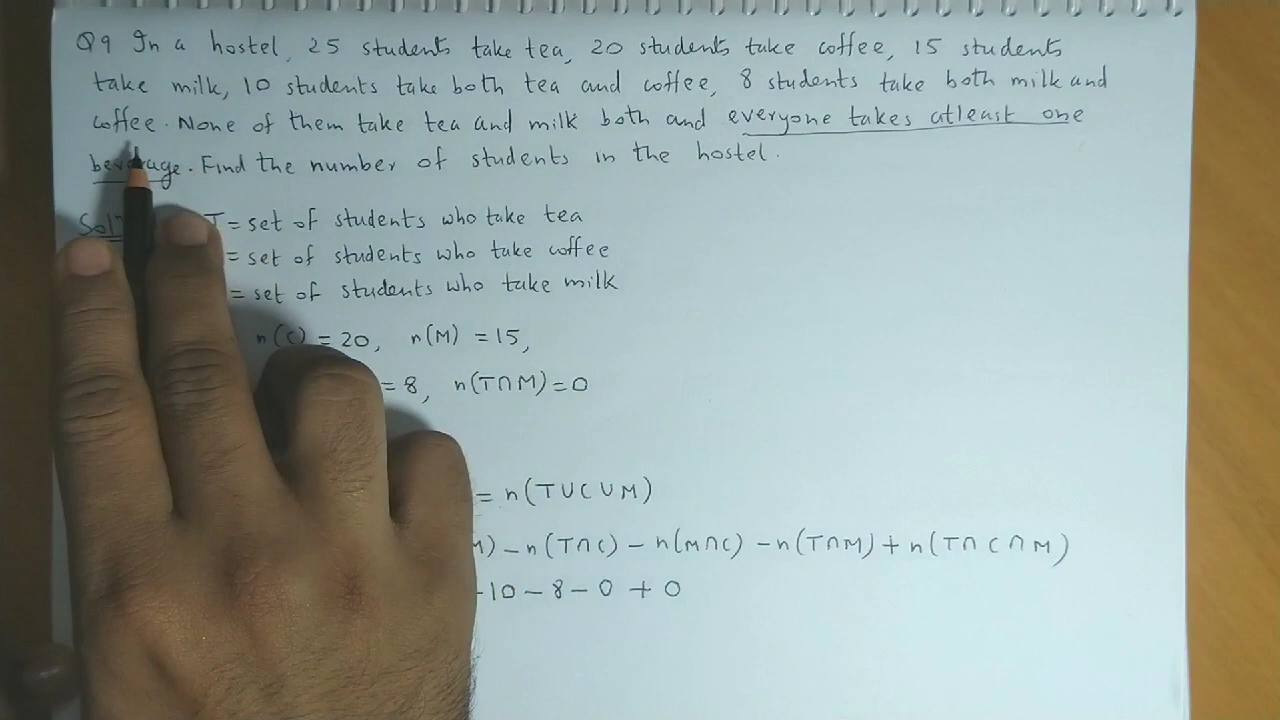 Q9 In a hostel, 25 students take tea, 20 students take coffee, 15 students
take milk, 10 students take both tea and coffee, 8 students take both milk and
coffee. None of them take tea and milk both and everyone takes atleast one
beverage. Find the number of students in the hostel.
Sol T = set of students who take tea
= set of students who take coffee
= set of students who take milk
n(C) = 20, n(M) = 15,
= 8, n(T∩M) = 0
= n(T∪C∪M)
) - n(T∩C) - n(M∩C) - n(T∩M) + n(T∩C∩M)
-10 - 8 - 0 + 0